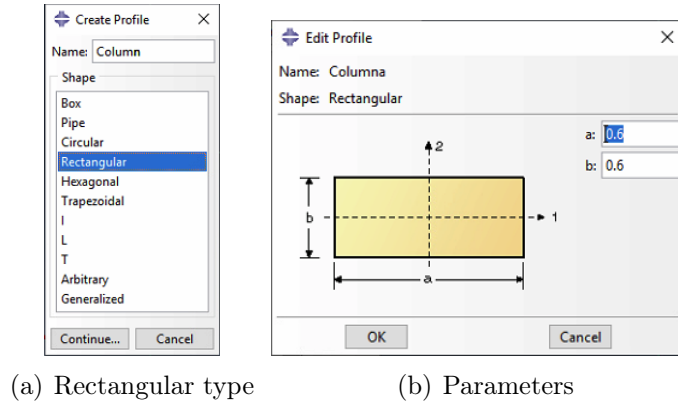 Create Profile
Name: Column
Shape
Box
Pipe
Circular
Rectangular
Hexagonal
Trapezoidal
I
L
T
Arbitrary
Generalized
Continue... Cancel
(a) Rectangular type
Edit Profile
Name: Columna
Shape: Rectangular
a: 0.6
b: 0.6
2
b
1
a
OK Cancel
(b) Parameters